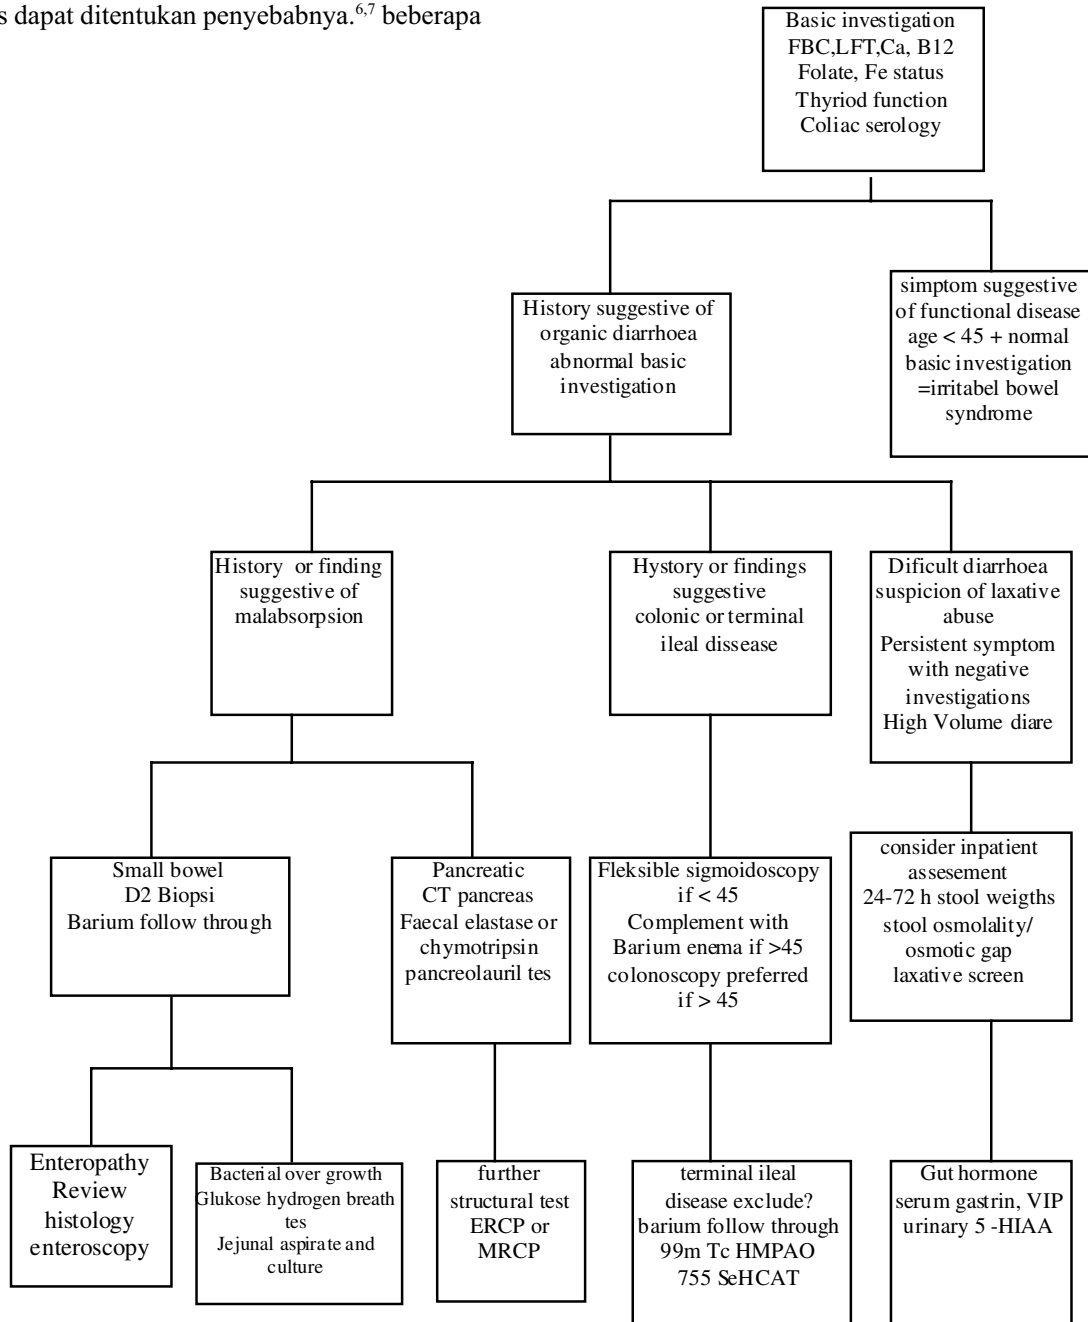 s dapat ditentukan penyebabnya.6,7 beberapa
Basic investigation
FBC,LFT,Ca, B12
Folate, Fe status
Thyriod function
Coliac serology
History suggestive of
organic diarrhoea
abnormal basic
investigation
simptom suggestive
of functional disease
age < 45 + normal
basic investigation
=irritabel bowel
syndrome
History or finding
suggestive of
malabsorpsion
Hystory or findings
suggestive
colonic or terminal
ileal dissease
Dificult diarrhoea
suspicion of laxative
abuse
Persistent symptom
with negative
investigations
High Volume diare
Small bowel
D2 Biopsi
Barium follow through
Pancreatic
CT pancreas
Faecal elastase or
chymotripsin
pancreolauril tes
Fleksible sigmoidoscopy
if < 45
Complement with
Barium enema if >45
colonoscopy preferred
if > 45
consider inpatient
assesement
24-72 h stool weigths
stool osmolality/
osmotic gap
laxative screen
Enteropathy
Review
histology
enteroscopy
Bacterial over growth
Glukose hydrogen breath
tes
Jejunal aspirate and
culture
further
structural test
ERCP or
MRCP
terminal ileal
disease exclude?
barium follow through
99m Tc HMPAO
755 SeHCAT
Gut hormone
serum gastrin, VIP
urinary 5 -HIAA